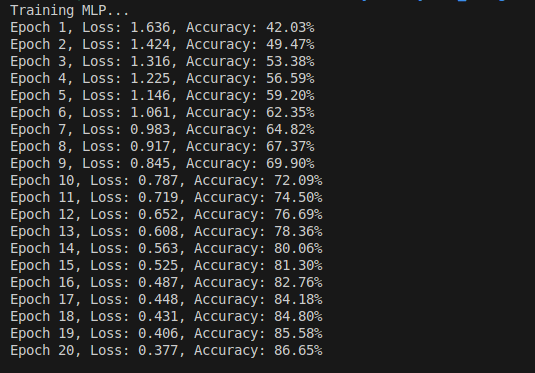 Training MLP...
Epoch 1, Loss: 1.636, Accuracy: 42.03%
Epoch 2, Loss: 1.424, Accuracy: 49.47%
Epoch 3, Loss: 1.316, Accuracy: 53.38%
Epoch 4, Loss: 1.225, Accuracy: 56.59%
Epoch 5, Loss: 1.146, Accuracy: 59.20%
Epoch 6, Loss: 1.061, Accuracy: 62.35%
Epoch 7, Loss: 0.983, Accuracy: 64.82%
Epoch 8, Loss: 0.917, Accuracy: 67.37%
Epoch 9, Loss: 0.845, Accuracy: 69.90%
Epoch 10, Loss: 0.787, Accuracy: 72.09%
Epoch 11, Loss: 0.719, Accuracy: 74.50%
Epoch 12, Loss: 0.652, Accuracy: 76.69%
Epoch 13, Loss: 0.608, Accuracy: 78.36%
Epoch 14, Loss: 0.563, Accuracy: 80.06%
Epoch 15, Loss: 0.525, Accuracy: 81.30%
Epoch 16, Loss: 0.487, Accuracy: 82.76%
Epoch 17, Loss: 0.448, Accuracy: 84.18%
Epoch 18, Loss: 0.431, Accuracy: 84.80%
Epoch 19, Loss: 0.406, Accuracy: 85.58%
Epoch 20, Loss: 0.377, Accuracy: 86.65%